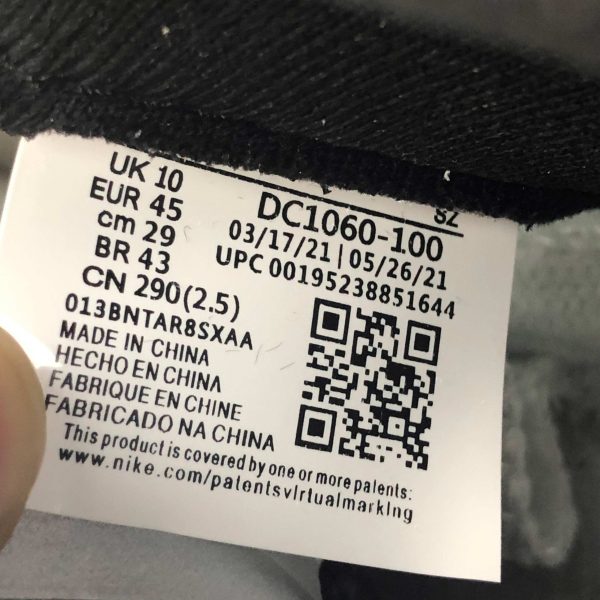 SZ
UK 10
EUR 45
cm 29
BR 43
CN 290(2.5)
DC1060-100
03/17/21|05/26/21
UPC 00195238851644
013BNTAR8SXAA
MADE IN CHINA
HECHO EN CHINA
FABRIQUE EN CHINE
FABRICADO NA CHINA
This product is covered by one or more patents:
www.nike.com/patentsvirtualmarking